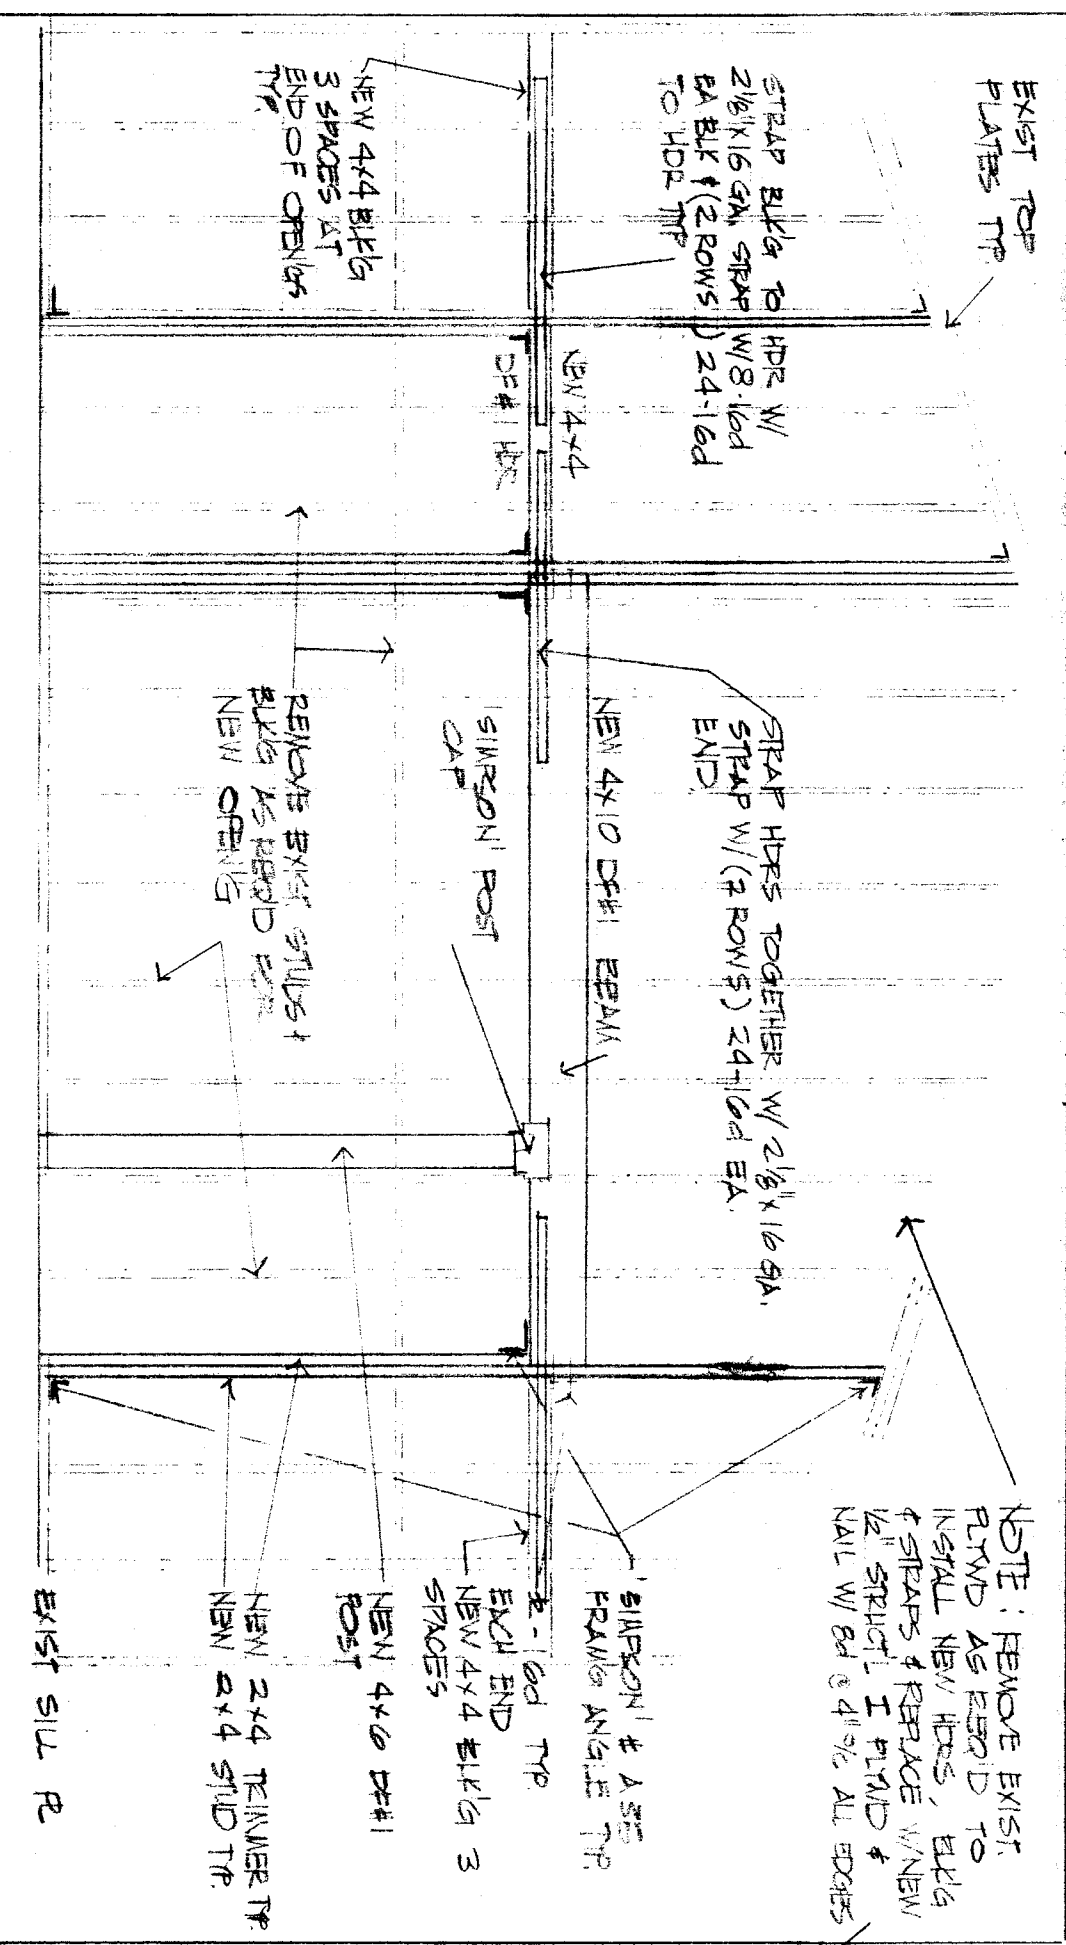 EXIST TOP
PLATES TYP
STRAP BLK'G TO HDR W/
2 1/8" X 16 GA. STRAP W/ 8-16d
EA BLK & (2 ROWS) 24-16d
TO HDR TYP
NEW 4x4 BLK'G
3 SPACES AT
END OF OPEN'GS
TYP.
NEW 4x4
DF#1 HDR
STRAP HDRS TOGETHER W/ 2 1/8" X 16 GA.
STRAP W/ (2 ROWS) 24-16d EA.
END.
NEW 4x10 DF#1 BEAM
'SIMPSON' POST
CAP
REMOVE EXIST STUDS &
BLK'G AS REQ'D FOR
NEW OPEN'G
NOTE: REMOVE EXIST.
PLYWD AS REQ'D TO
INSTALL NEW HDRS, BLK'G
& STRAPS & REPLACE W/NEW
1/2" STRUCT. I PLYWD &
NAIL W/ 8d @ 4" o/c ALL EDGES
'SIMPSON' # A35
FRAM'G ANGLE TYP.
2-16d TYP.
EACH END
NEW 4x4 BLK'G 3
SPACES
NEW 4x6 DF#1
POST
NEW 2x4 TRIMMER TYP.
NEW 2x4 STUD TYP.
EXIST SILL PL